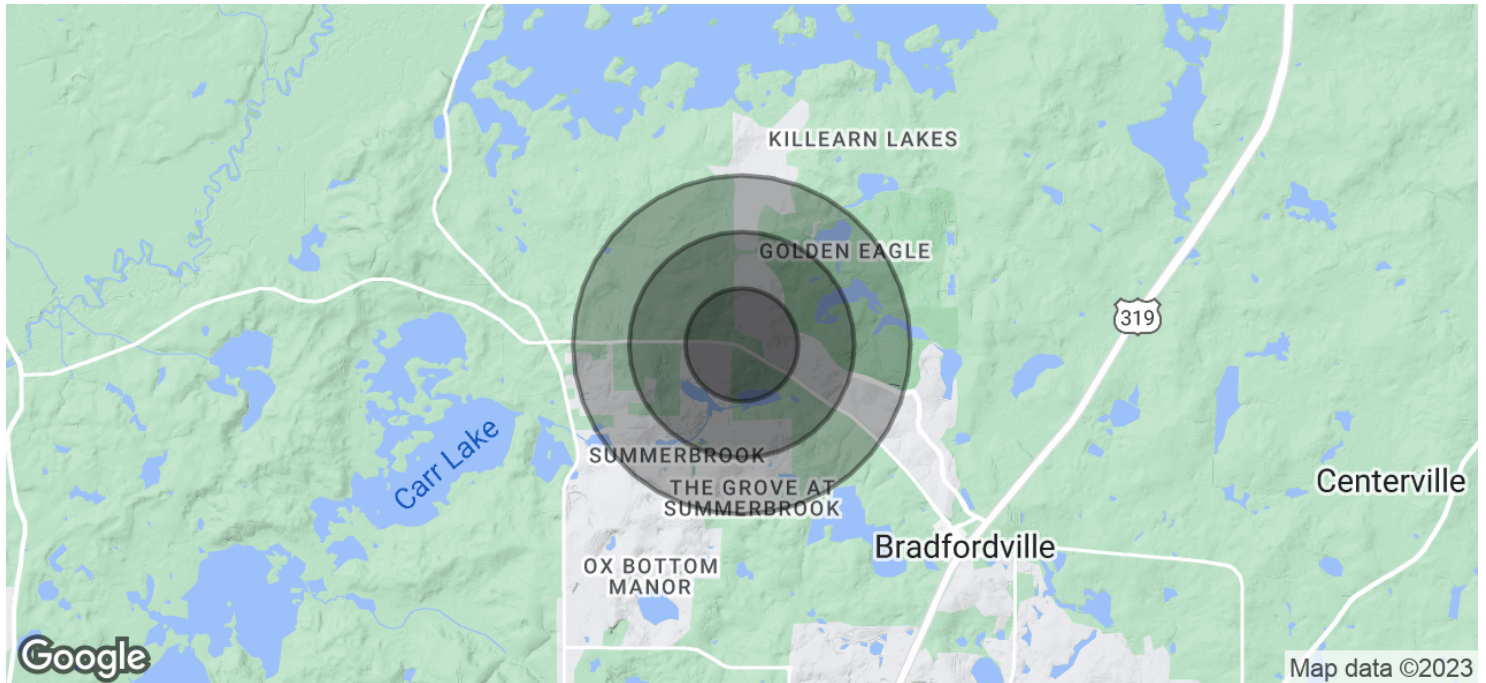 KILLEARN LAKES
GOLDEN EAGLE
319
Carr Lake
SUMMERBROOK
THE GROVE AT
SUMMERBROOK
Centerville
Bradfordville
OX BOTTOM
MANOR
Google
Map data ©2023